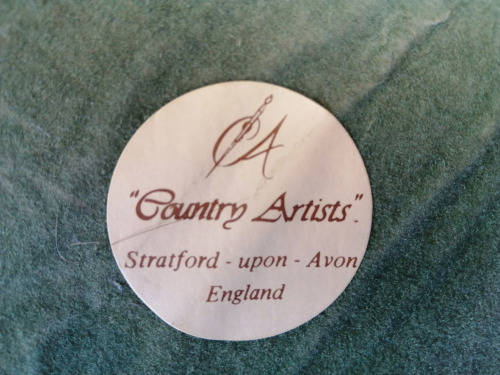 CA
"Country Artists".
Stratford - upon - Avon
England